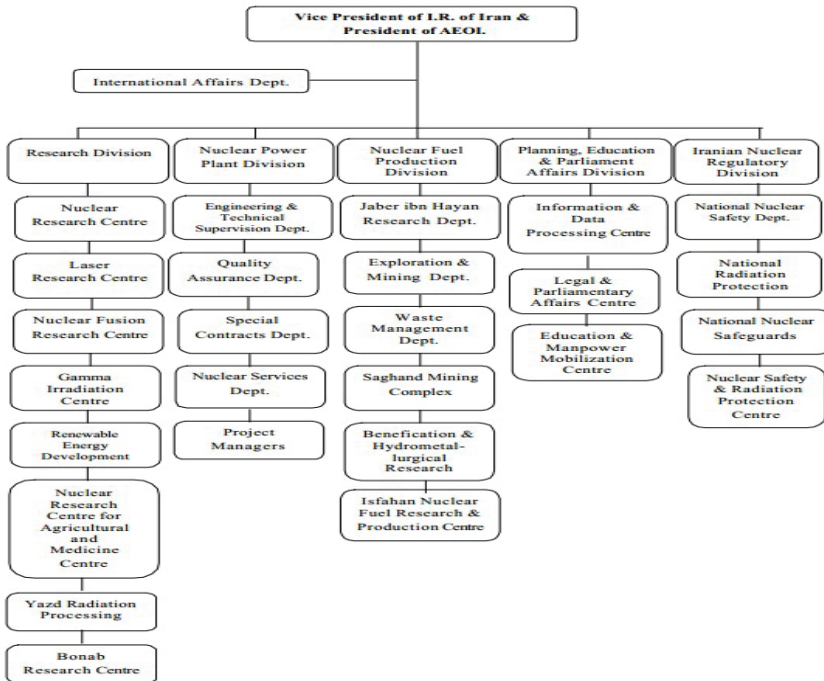 Vice President of I.R. of Iran &
President of AEOI.
International Affairs Dept.
Research Division
Nuclear Research Centre
Laser
Research Centre
Nuclear Fusion
Research Centre
Gamma
Irradiation
Centre
Renewable
Energy
Development
Nuclear
Research
Centre for
Agricultural
and
Medicine
Centre
Yazd Radiation
Processing
Bonab
Research Centre
Nuclear Power
Plant Division
Engineering &
Technical
Supervision Dept.
Quality
Assurance Dept.
Special
Contracts Dept.
Nuclear Services
Dept.
Project
Managers
Nuclear Fuel
Production
Division
Jaber ibn Hayan
Research Dept.
Exploration &
Mining Dept.
Waste
Management
Dept.
Saghand Mining
Complex
Benefication &
Hydrometal-
lurgical
Research
Isfahan Nuclear
Fuel Research &
Production Centre
Planning, Education
& Parliament
Affairs Division
Information &
Data
Processing Centre
Legal &
Parliamentary
Affairs Centre
Education &
Manpower
Mobilization
Centre
Iranian Nuclear
Regulatory
Division
National Nuclear
Safety Dept.
National
Radiation
Protection
National Nuclear
Safeguards
Nuclear Safety
& Radiation
Protection
Centre